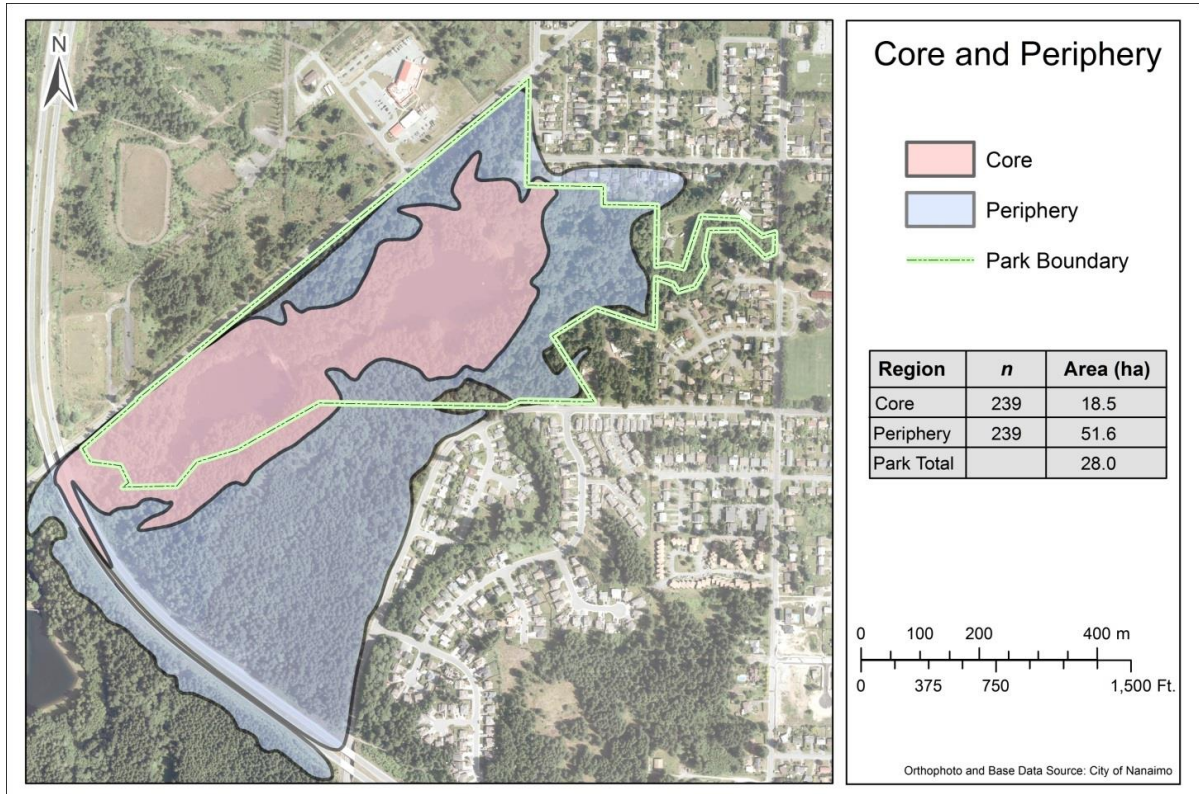 N
Core and Periphery
Core
Periphery
Park Boundary
Region n Area (ha)
Core 239 18.5
Periphery 239 51.6
Park Total 28.0
0 100 200 400 m
0 375 750 1,500 Ft.
Orthophoto and Base Data Source: City of Nanaimo